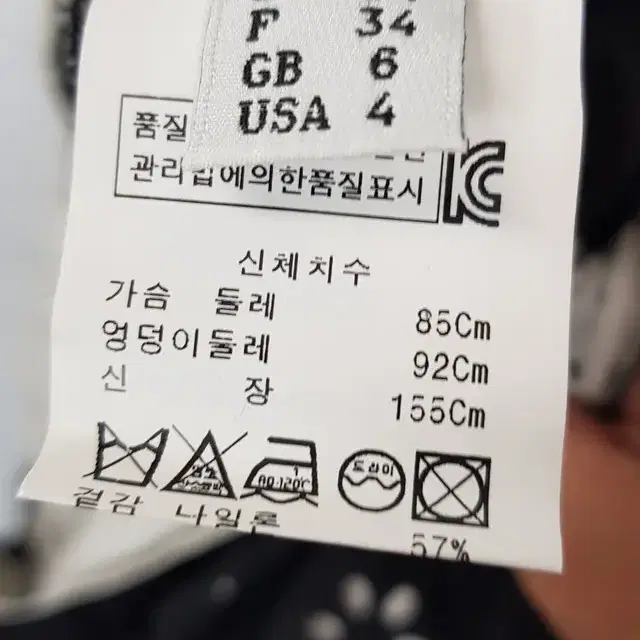 F 34
GB 6
USA 4
품질
관리법에의한품질표시
신체치수
가슴 둘레 85Cm
엉덩이둘레 92Cm
신 장 155Cm
드라이
겉감 나일론 57%